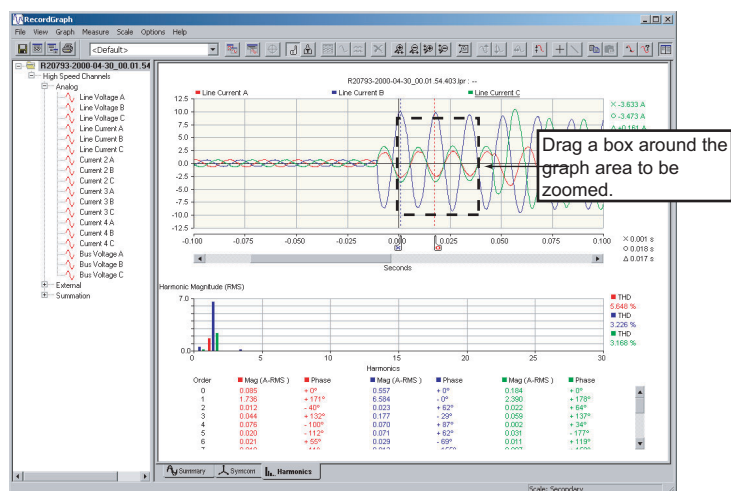 RecordGraph
File View Graph Measure Scale Options Help
<Default>
R20793-2000-04-30_00.01.54
High Speed Channels
Analog
Line Voltage A
Line Voltage B
Line Voltage C
Line Current A
Line Current B
Line Current C
Current 2 A
Current 2 B
Current 2 C
Current 3 A
Current 3 B
Current 3 C
Current 4 A
Current 4 B
Current 4 C
Bus Voltage A
Bus Voltage B
Bus Voltage C
External
Summation
R20793-2000-04-30_00.01.54.403.lpr : --
Line Current A Line Current B Line Current C
12.5
10.0
7.5
5.0
2.5
0.0
-2.5
-5.0
-7.5
-10.0
-12.5
× -3.633 A
○ -3.473 A
Δ +0.161 A
Drag a box around the
graph area to be
zoomed.
-0.100 -0.075 -0.050 -0.025 0.000 0.025 0.050 0.075 0.100
× 0.001 s
○ 0.018 s
Δ 0.017 s
Seconds
Harmonic Magnitude (RMS)
7.0
0.0
0 5 10 15 20 25 30
Harmonics
THD
5.648 %
THD
3.226 %
THD
3.168 %
Order Mag (A-RMS ) Phase Mag (A-RMS ) Phase Mag (A-RMS ) Phase
0 0.085 + 0° 0.557 + 0° 0.184 + 0°
1 1.736 + 171° 6.584 - 0° 2.390 + 178°
2 0.012 - 40° 0.023 + 62° 0.022 + 64°
3 0.044 + 132° 0.177 - 29° 0.059 + 137°
4 0.076 - 100° 0.070 + 87° 0.002 + 34°
5 0.020 - 112° 0.071 + 62° 0.031 - 177°
6 0.021 + 55° 0.029 - 69° 0.011 + 119°
Summary Symcom Harmonics
Scale: Secondary